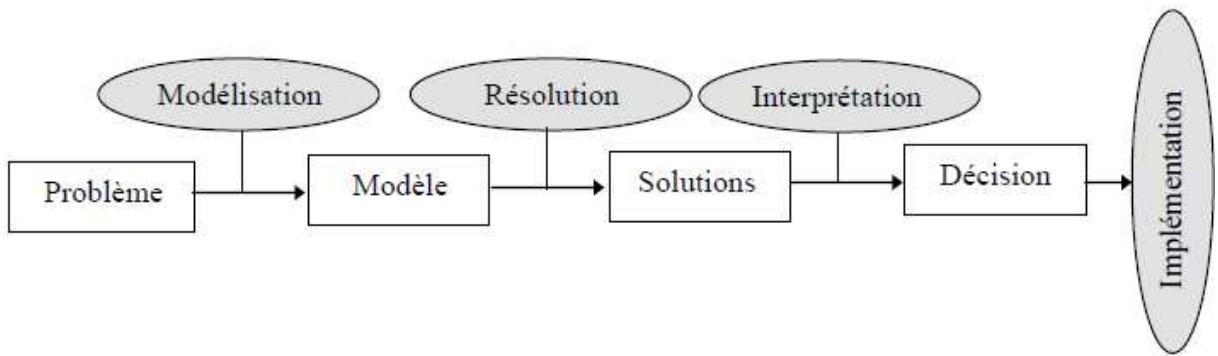 Modélisation
Résolution
Interprétation
Problème
Modèle
Solutions
Décision
Implémentation